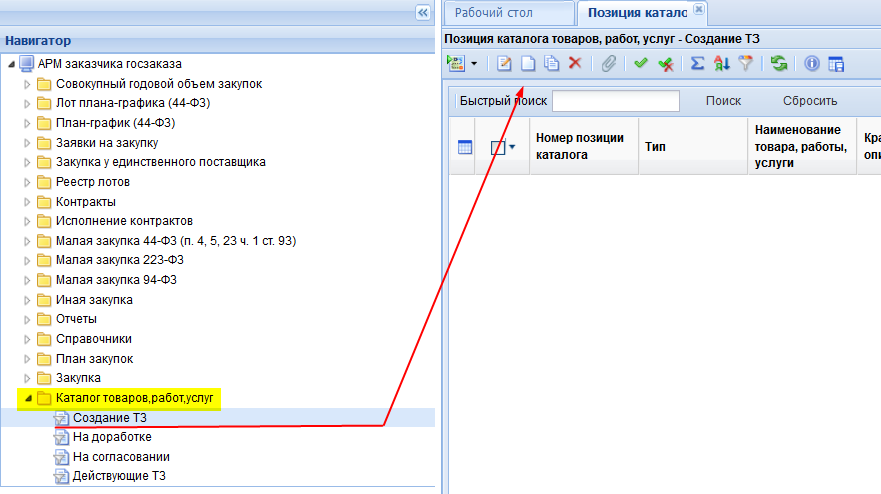 Навигатор
АРМ заказчика госзаказа
Совокупный годовой объем закупок
Лот плана-графика (44-ФЗ)
План-график (44-ФЗ)
Заявки на закупку
Закупка у единственного поставщика
Реестр лотов
Контракты
Исполнение контрактов
Малая закупка 44-ФЗ (п. 4, 5, 23 ч. 1 ст. 93)
Малая закупка 223-ФЗ
Малая закупка 94-ФЗ
Иная закупка
Отчеты
Справочники
План закупок
Закупка
Каталог товаров,работ,услуг
Создание ТЗ
На доработке
На согласовании
Действующие ТЗ
Рабочий стол Позиция катало
Позиция каталога товаров, работ, услуг - Создание ТЗ
Быстрый поиск Поиск Сбросить
Номер позиции
каталога
Тип
Наименование
товара, работы,
услуги
Кра
опи